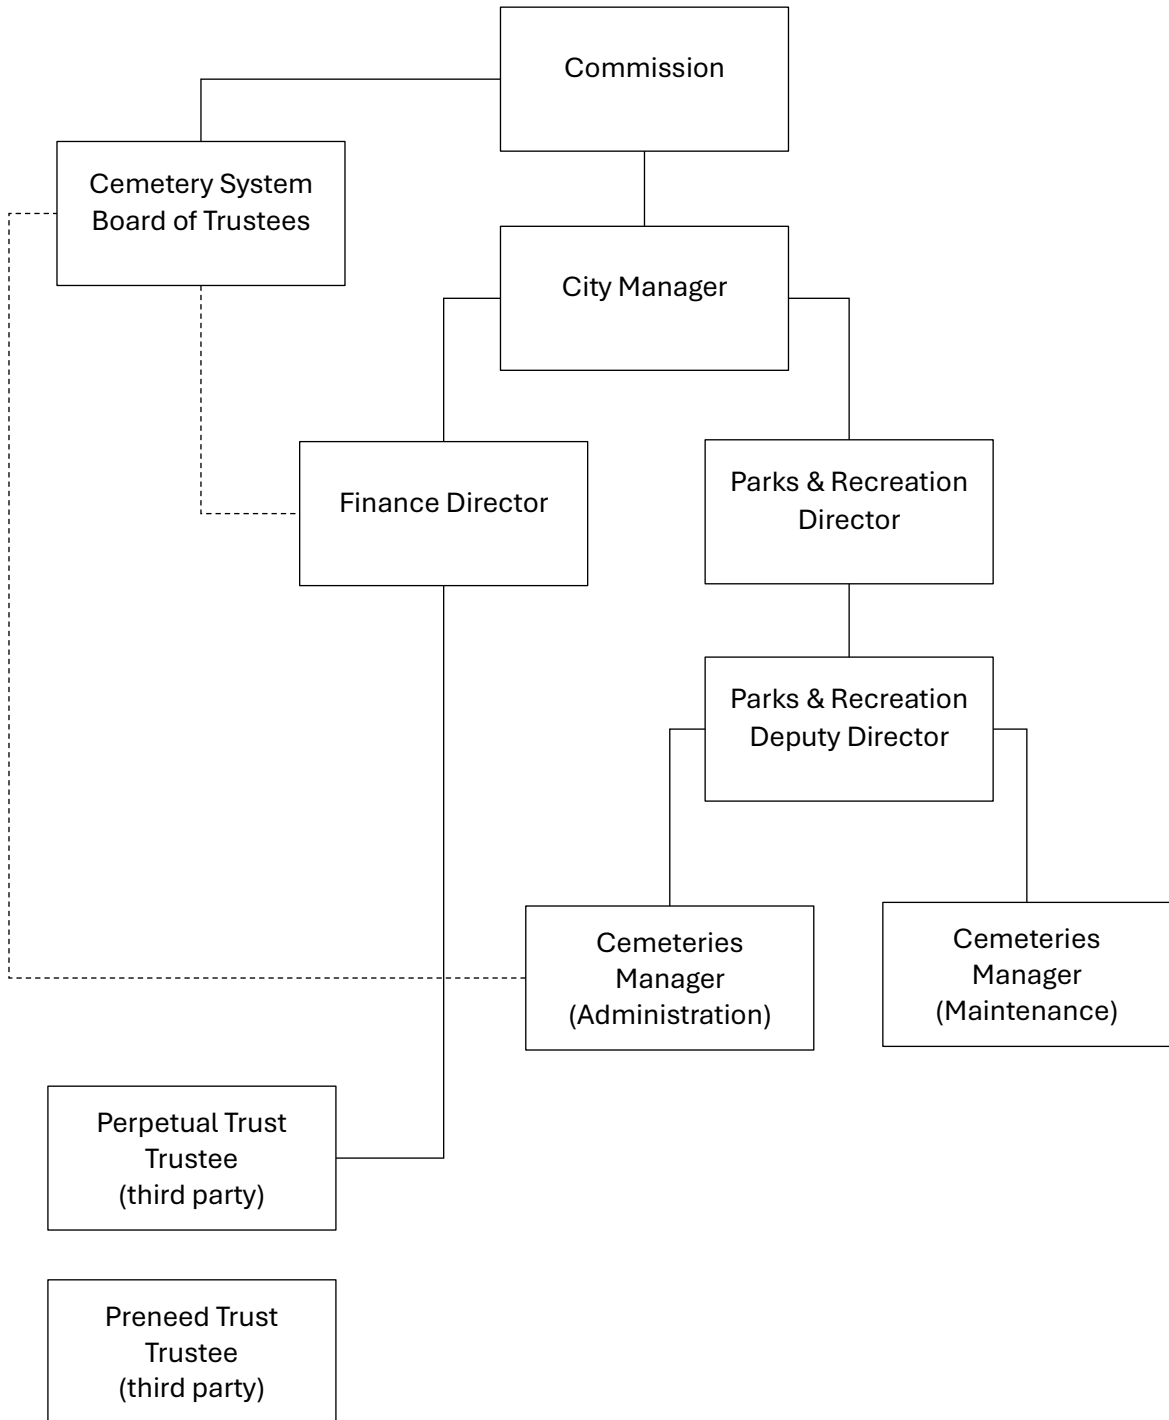 Commission
Cemetery System
Board of Trustees
City Manager
Finance Director
Parks & Recreation
Director
Parks & Recreation
Deputy Director
Cemeteries
Manager
(Administration)
Cemeteries
Manager
(Maintenance)
Perpetual Trust
Trustee
(third party)
Preneed Trust
Trustee
(third party)